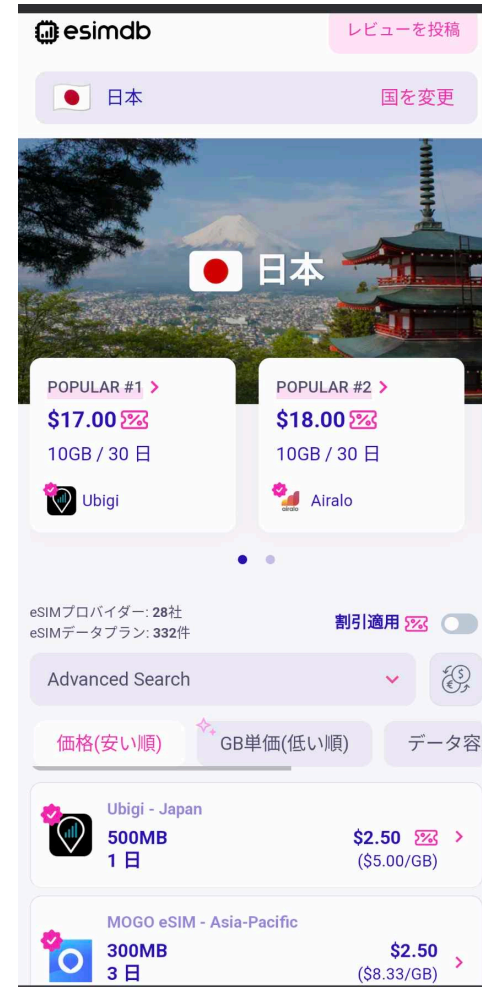 esimdb
レビューを投稿
日本
国を変更
日本
POPULAR #1
$17.00
10GB / 30 日
Ubigi
POPULAR #2
$18.00
10GB / 30 日
airalo
Airalo
eSIMプロバイダー: 28社
eSIMデータプラン: 332件
割引適用
Advanced Search
価格(安い順)
GB単価(低い順)
データ容
Ubigi - Japan
500MB
1 日
$2.50
($5.00/GB)
MOGO eSIM - Asia-Pacific
300MB
3 日
$2.50
($8.33/GB)